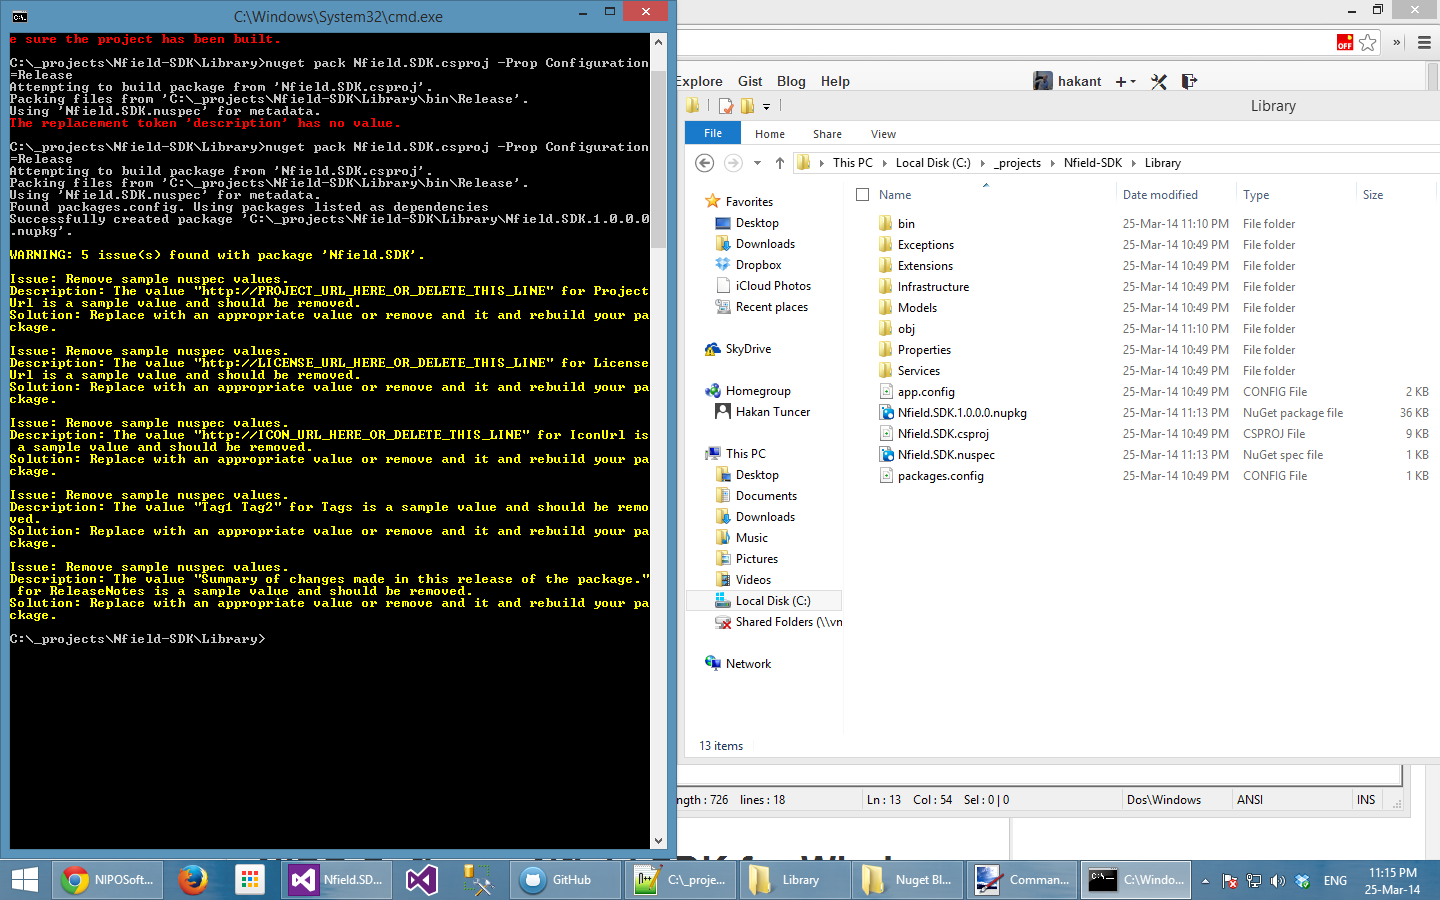 C:\Windows\System32\cmd.exe
e sure the project has been built.
C:\_projects\Nfield-SDK\Library>nuget pack Nfield.SDK.csproj -Prop Configuration
=Release
Attempting to build package from 'Nfield.SDK.csproj'.
Packing files from 'C:\_projects\Nfield-SDK\Library\bin\Release'.
Using 'Nfield.SDK.nuspec' for metadata.
The replacement token 'description' has no value.
C:\_projects\Nfield-SDK\Library>nuget pack Nfield.SDK.csproj -Prop Configuration
=Release
Attempting to build package from 'Nfield.SDK.csproj'.
Packing files from 'C:\_projects\Nfield-SDK\Library\bin\Release'.
Using 'Nfield.SDK.nuspec' for metadata.
Found packages.config. Using packages listed as dependencies
Successfully created package 'C:\_projects\Nfield-SDK\Library\Nfield.SDK.1.0.0.0
.nupkg'.
WARNING: 5 issue(s) found with package 'Nfield.SDK'.
Issue: Remove sample nuspec values.
Description: The value "http://PROJECT_URL_HERE_OR_DELETE_THIS_LINE" for Project
Url is a sample value and should be removed.
Solution: Replace with an appropriate value or remove and it and rebuild your pa
ckage.
Issue: Remove sample nuspec values.
Description: The value "http://LICENSE_URL_HERE_OR_DELETE_THIS_LINE" for License
Url is a sample value and should be removed.
Solution: Replace with an appropriate value or remove and it and rebuild your pa
ckage.
Issue: Remove sample nuspec values.
Description: The value "http://ICON_URL_HERE_OR_DELETE_THIS_LINE" for IconUrl is
a sample value and should be removed.
Solution: Replace with an appropriate value or remove and it and rebuild your pa
ckage.
Issue: Remove sample nuspec values.
Description: The value "Tag1 Tag2" for Tags is a sample value and should be remo
ved.
Solution: Replace with an appropriate value or remove and it and rebuild your pa
ckage.
Issue: Remove sample nuspec values.
Description: The value "Summary of changes made in this release of the package."
for ReleaseNotes is a sample value and should be removed.
Solution: Replace with an appropriate value or remove and it and rebuild your pa
ckage.
C:\_projects\Nfield-SDK\Library>
OFF
Explore Gist Blog Help hakant
Library
File Home Share View
This PC Local Disk (C:) _projects Nfield-SDK Library
Favorites
Desktop
Downloads
Dropbox
iCloud Photos
Recent places
SkyDrive
Homegroup
Hakan Tuncer
This PC
Desktop
Documents
Downloads
Music
Pictures
Videos
Local Disk (C:)
Shared Folders (\\vn
Network
Name Date modified Type Size
bin 25-Mar-14 11:10 PM File folder
Exceptions 25-Mar-14 10:49 PM File folder
Extensions 25-Mar-14 10:49 PM File folder
Infrastructure 25-Mar-14 10:49 PM File folder
Models 25-Mar-14 10:49 PM File folder
obj 25-Mar-14 11:10 PM File folder
Properties 25-Mar-14 10:49 PM File folder
Services 25-Mar-14 10:49 PM File folder
app.config 25-Mar-14 10:49 PM CONFIG File 2 KB
Nfield.SDK.1.0.0.0.nupkg 25-Mar-14 11:13 PM NuGet package file 36 KB
Nfield.SDK.csproj 25-Mar-14 10:49 PM CSPROJ File 9 KB
Nfield.SDK.nuspec 25-Mar-14 11:13 PM NuGet spec file 1 KB
packages.config 25-Mar-14 10:49 PM CONFIG File 1 KB
13 items
ngth : 726 lines : 18 Ln : 13 Col : 54 Sel : 0 | 0 Dos\Windows ANSI INS
NIPOSoft... Nfield.SD... GitHub C:\_proje... Library Nuget Bl... Comman... C:\Windo... ENG
11:15 PM
25-Mar-14